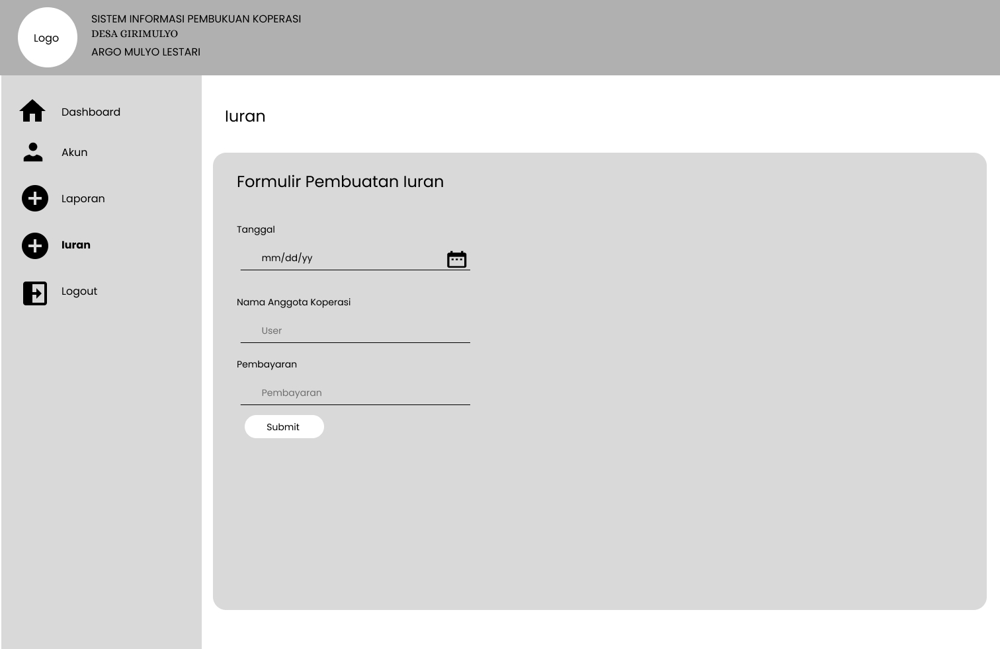 Logo
SISTEM INFORMASI PEMBUKUAN KOPERASI
DESA GIRIMULYO
ARGO MULYO LESTARI
Dashboard
Akun
Laporan
Iuran
Logout
Iuran
Formulir Pembuatan Iuran
Tanggal
mm/dd/yy
Nama Anggota Koperasi
User
Pembayaran
Pembayaran
Submit